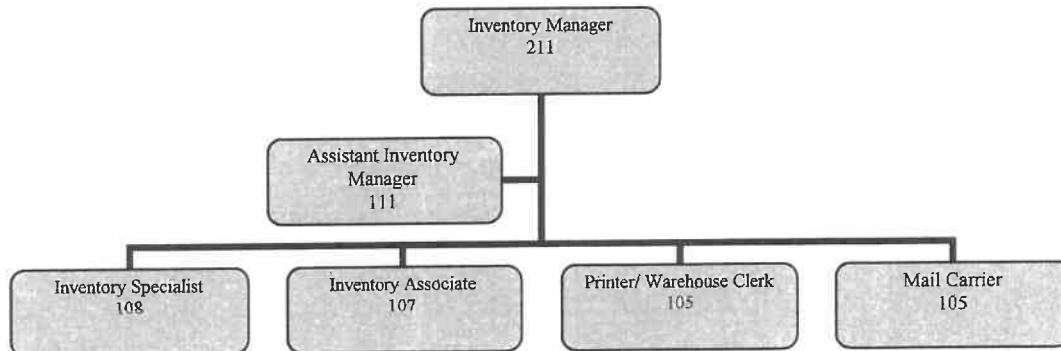 Inventory Manager
211
Assistant Inventory
Manager
111
Inventory Specialist
108
Inventory Associate
107
Printer/ Warehouse Clerk
105
Mail Carrier
105